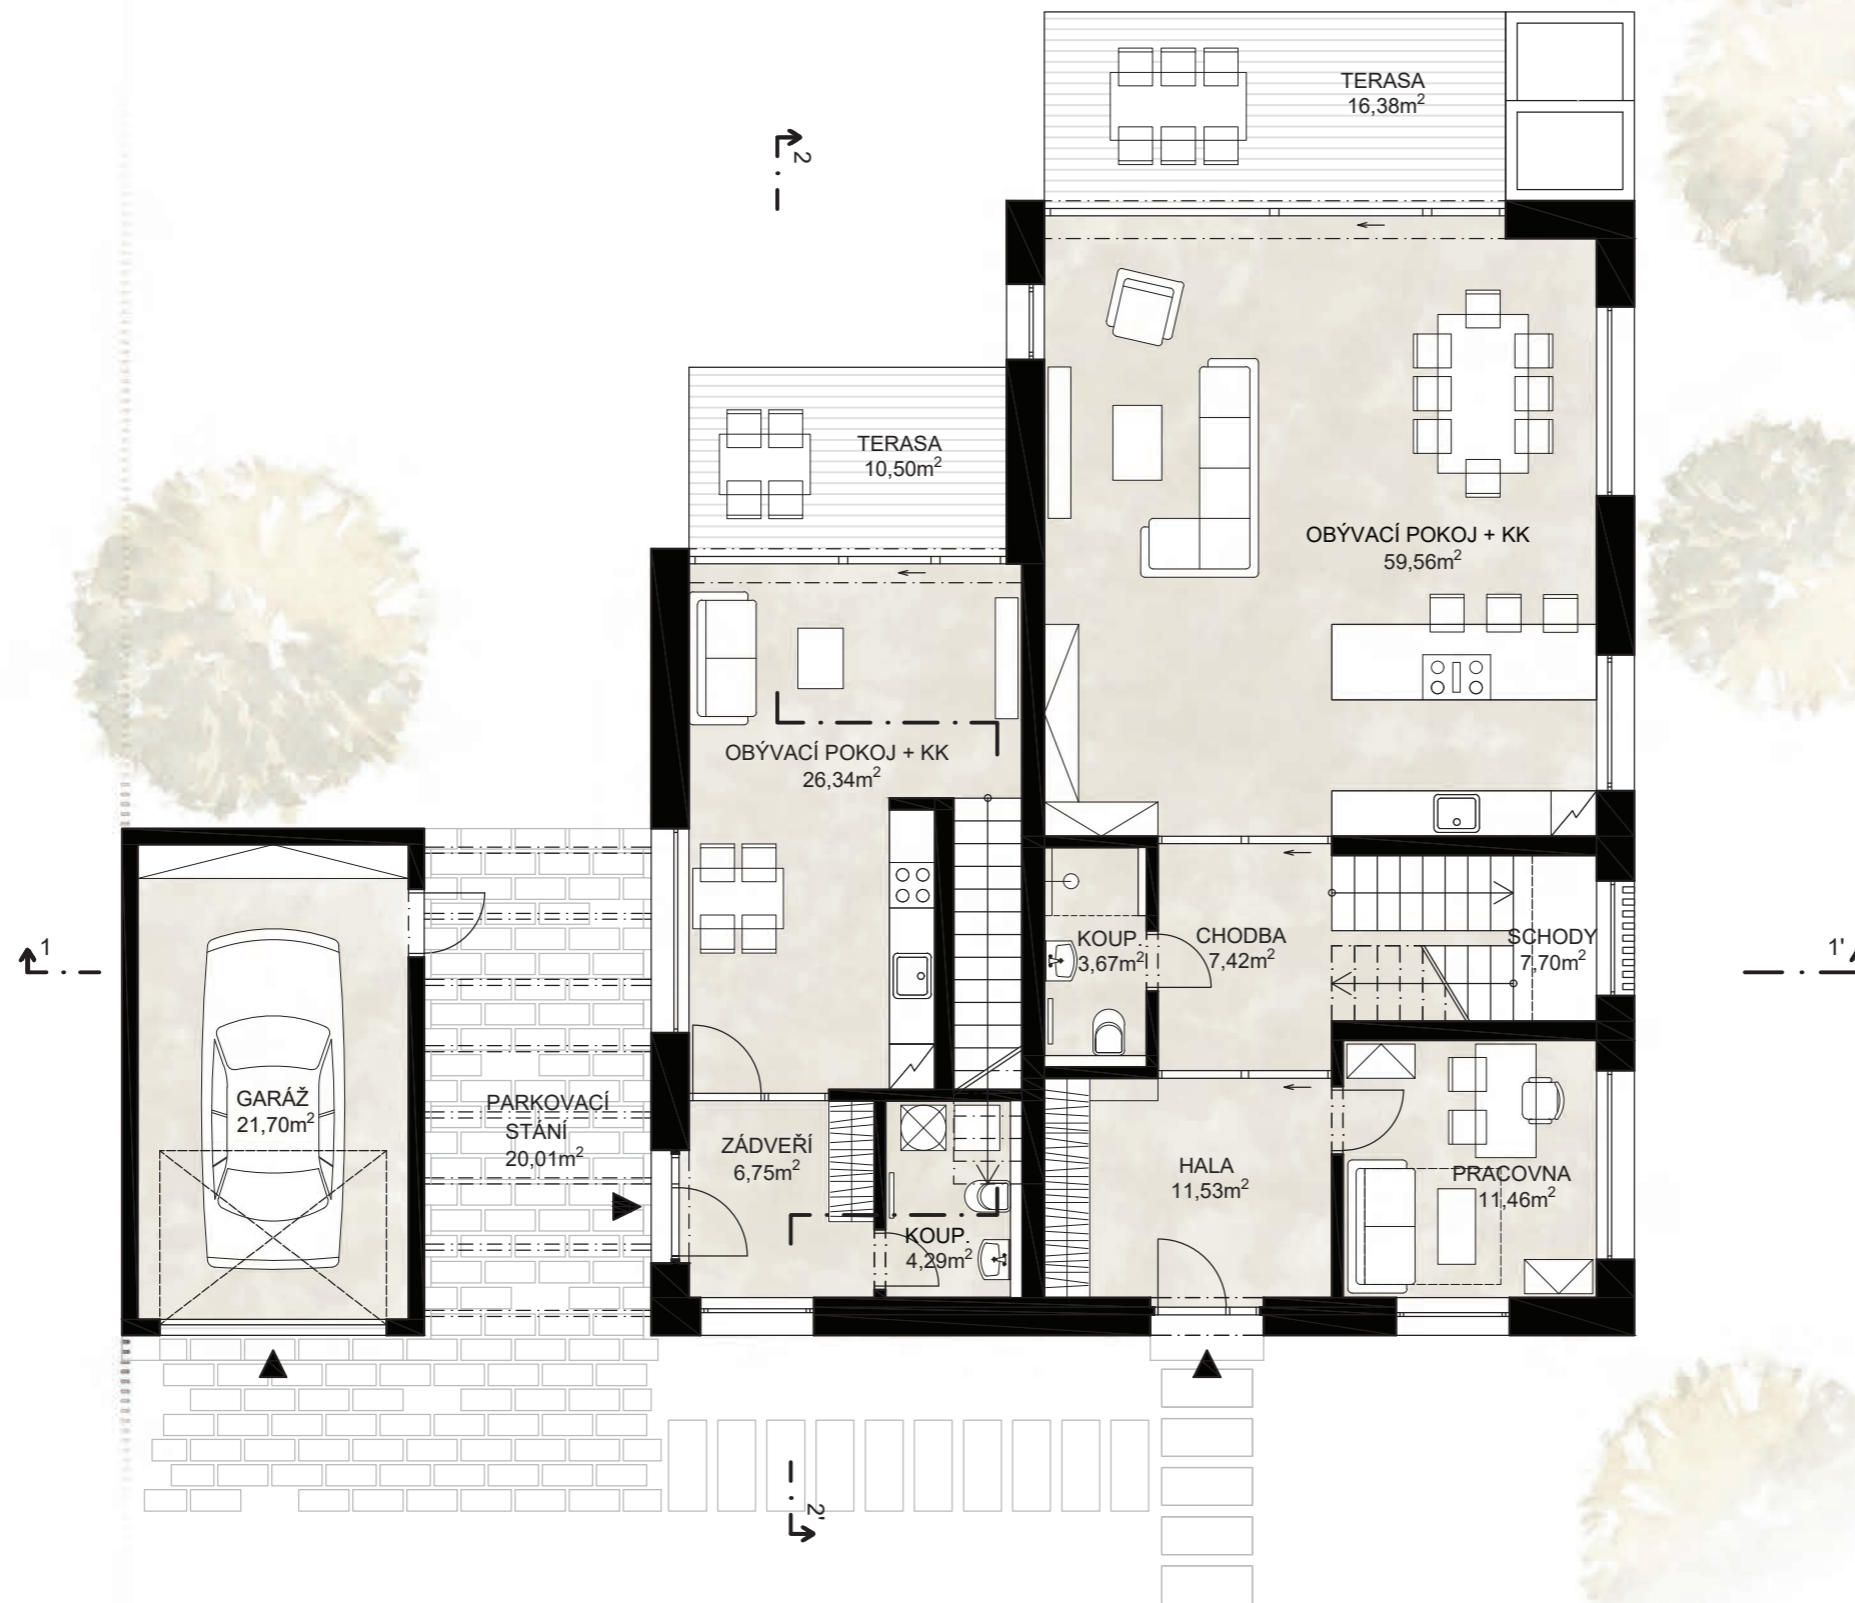 TERASA
16,38m²
2
TERASA
10,50m²
OBÝVACÍ POKOJ + KK
59,56m²
OBÝVACÍ POKOJ + KK
26,34m²
1
KOUP.
3,67m²
CHODBA
7,42m²
SCHODY
7,70m²
1'
GARÁŽ
21,70m²
PARKOVACÍ
STÁNÍ
20,01m²
ZÁDVEŘÍ
6,75m²
KOUP.
4,29m²
HALA
11,53m²
PRACOVNA
11,46m²
2'